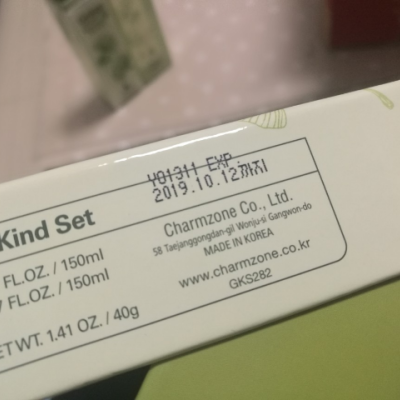 Y01311 EXP
2019.10.12까지
Kind Set
FL.OZ. / 150ml
FL.OZ. / 150ml
ET WT. 1.41 OZ. / 40g
Charmzone Co., Ltd.
58 Taejanggongdan-gil Wonju-si Gangwon-do
MADE IN KOREA
www.charmzone.co.kr
GKS282